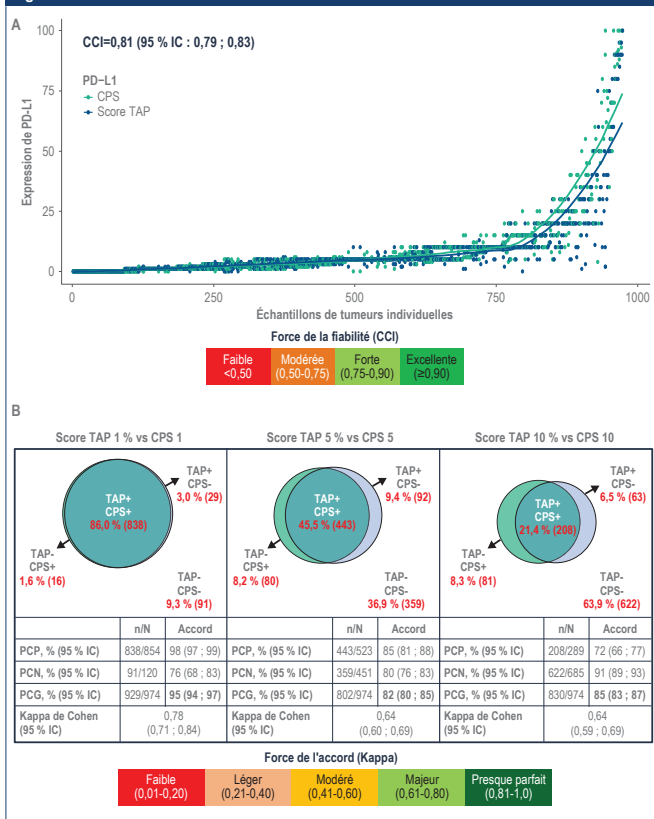 A
100
75
50
25
0
Expression de PD-L1
CCI=0,81 (95 % IC : 0,79 ; 0,83)
PD-L1
CPS
Score TAP
0 250 500 750 1000
Échantillons de tumeurs individuelles
Force de la fiabilité (CCI)
Faible Modérée Forte Excellente
<0,50 (0,50-0,75) (0,75-0,90) (≥0,90)
B
Score TAP 1 % vs CPS 1
TAP+
CPS-
3,0 % (29)
TAP+
CPS+
86,0 % (838)
TAP-
CPS+
1,6 % (16)
TAP-
CPS-
9,3 % (91)
Score TAP 5 % vs CPS 5
TAP+
CPS-
9,4 % (92)
TAP+
CPS+
45,5 % (443)
TAP-
CPS+
8,2 % (80)
TAP-
CPS-
36,9 % (359)
Score TAP 10 % vs CPS 10
TAP+
CPS-
6,5 % (63)
TAP+
CPS+
21,4 % (208)
TAP-
CPS+
8,3 % (81)
TAP-
CPS-
63,9 % (622)
n/N Accord n/N Accord n/N Accord
PCP, % (95 % IC) 838/854 98 (97 ; 99) PCP, % (95 % IC) 443/523 85 (81 ; 88) PCP, % (95 % IC) 208/289 72 (66 ; 77)
PCN, % (95 % IC) 91/120 76 (68 ; 83) PCN, % (95 % IC) 359/451 80 (76 ; 83) PCN, % (95 % IC) 622/685 91 (89 ; 93)
PCG, % (95 % IC) 929/974 95 (94 ; 97) PCG, % (95 % IC) 802/974 82 (80 ; 85) PCG, % (95 % IC) 830/974 85 (83 ; 87)
Kappa de Cohen 0,78 Kappa de Cohen 0,64 Kappa de Cohen 0,64
(95 % IC) (0,71 ; 0,84) (95 % IC) (0,60 ; 0,69) (95 % IC) (0,59 ; 0,69)
Force de l'accord (Kappa)
Faible Léger Modéré Majeur Presque parfait
(0,01-0,20) (0,21-0,40) (0,41-0,60) (0,61-0,80) (0,81-1,0)